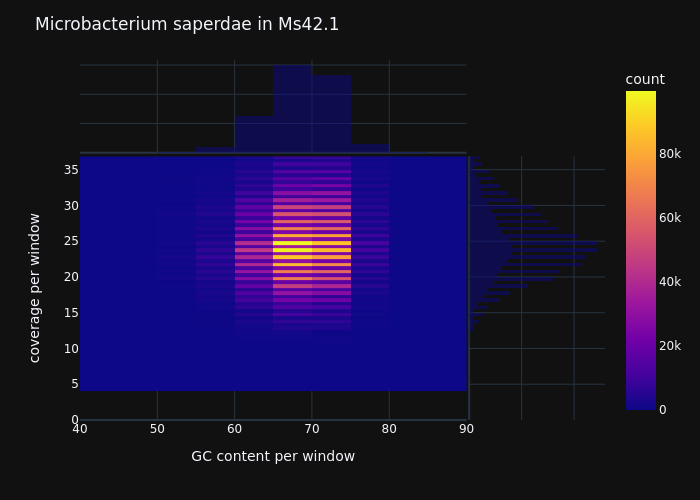 Microbacterium saperdae in Ms42.1
count
80k
60k
40k
20k
0
35
30
25
20
15
10
5
0
coverage per window
40
50
60
70
80
90
GC content per window